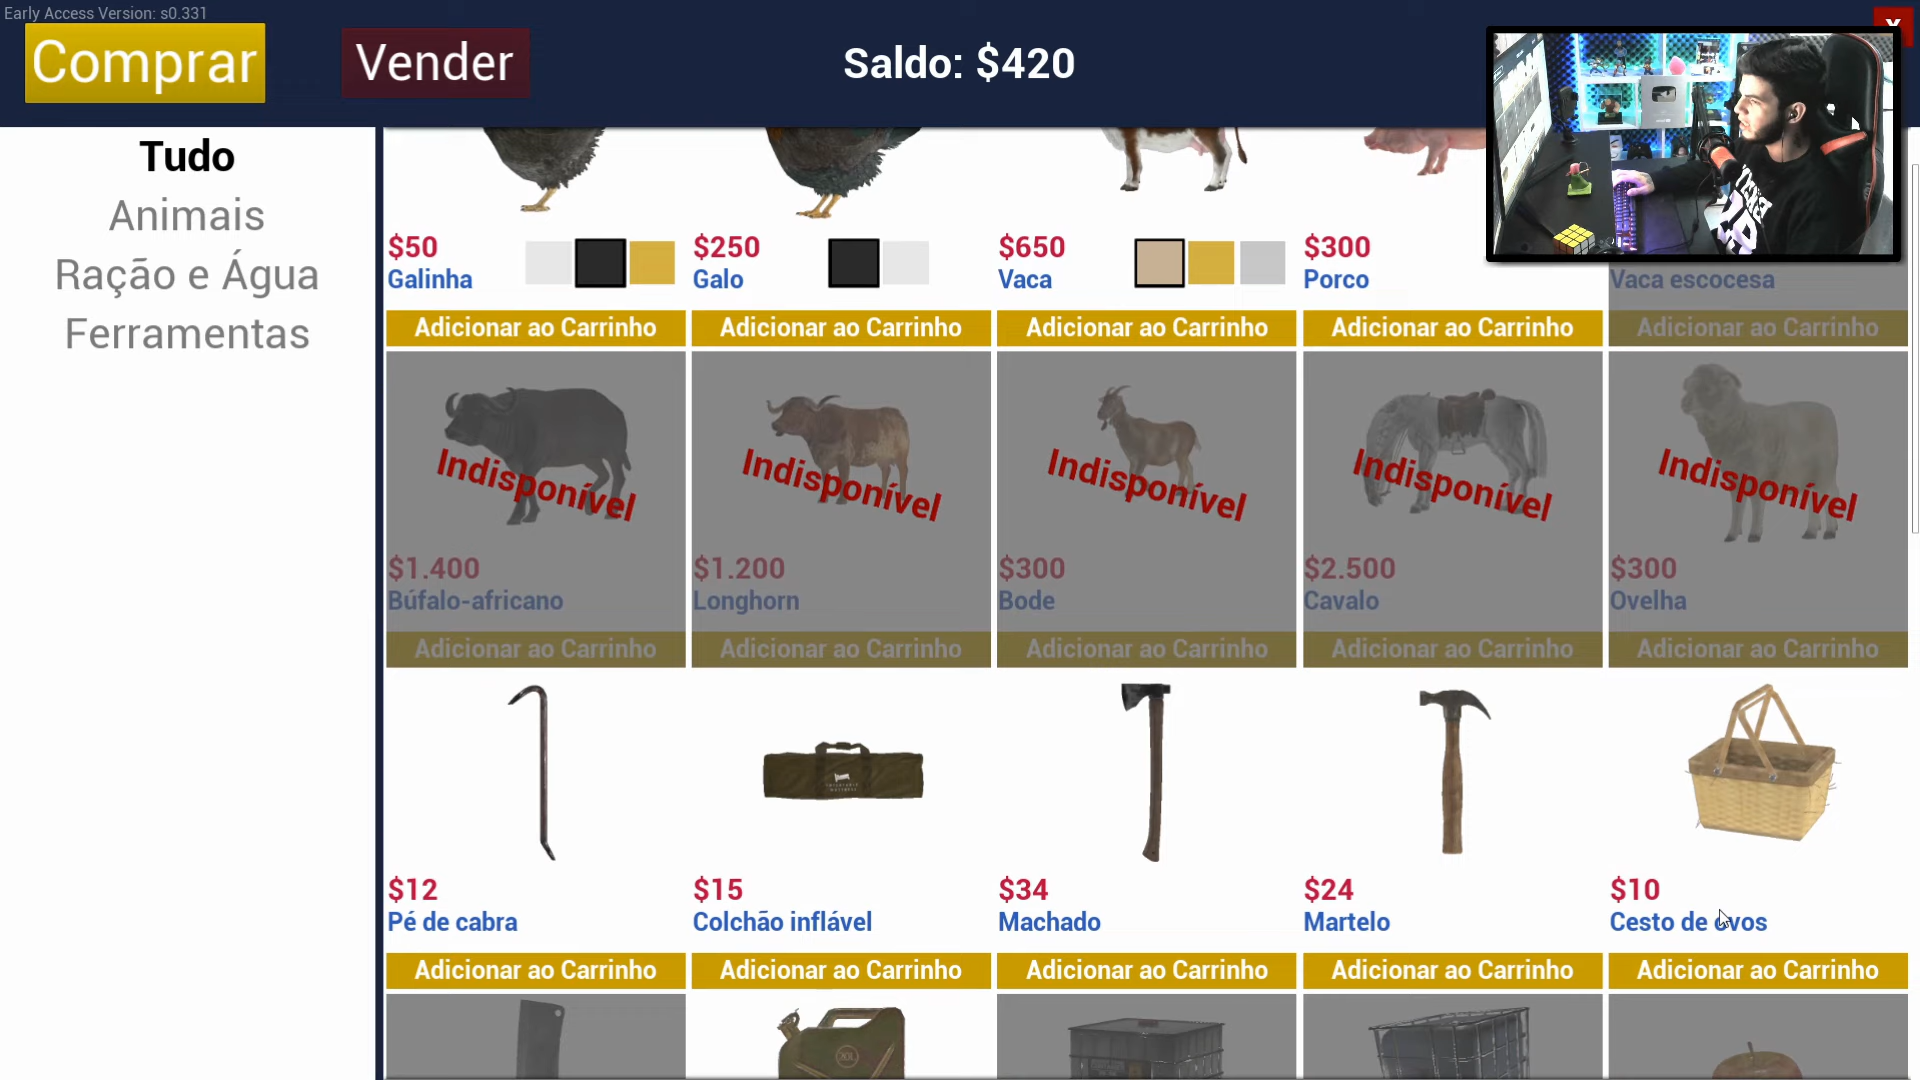 Early Access Version: s0.331
Comprar
Vender
Saldo: $420
X
Tudo
Animais
Ração e Água
Ferramentas
$50
Galinha
$250
Galo
$650
Vaca
$300
Porco
Vaca escocesa
Adicionar ao Carrinho
Adicionar ao Carrinho
Adicionar ao Carrinho
Adicionar ao Carrinho
Adicionar ao Carrinho
Indisponível
Indisponível
Indisponível
Indisponível
Indisponível
$1.400
Búfalo-africano
$1.200
Longhorn
$300
Bode
$2.500
Cavalo
$300
Ovelha
Adicionar ao Carrinho
Adicionar ao Carrinho
Adicionar ao Carrinho
Adicionar ao Carrinho
Adicionar ao Carrinho
$12
Pé de cabra
$15
Colchão inflável
$34
Machado
$24
Martelo
$10
Cesto de ovos
Adicionar ao Carrinho
Adicionar ao Carrinho
Adicionar ao Carrinho
Adicionar ao Carrinho
Adicionar ao Carrinho